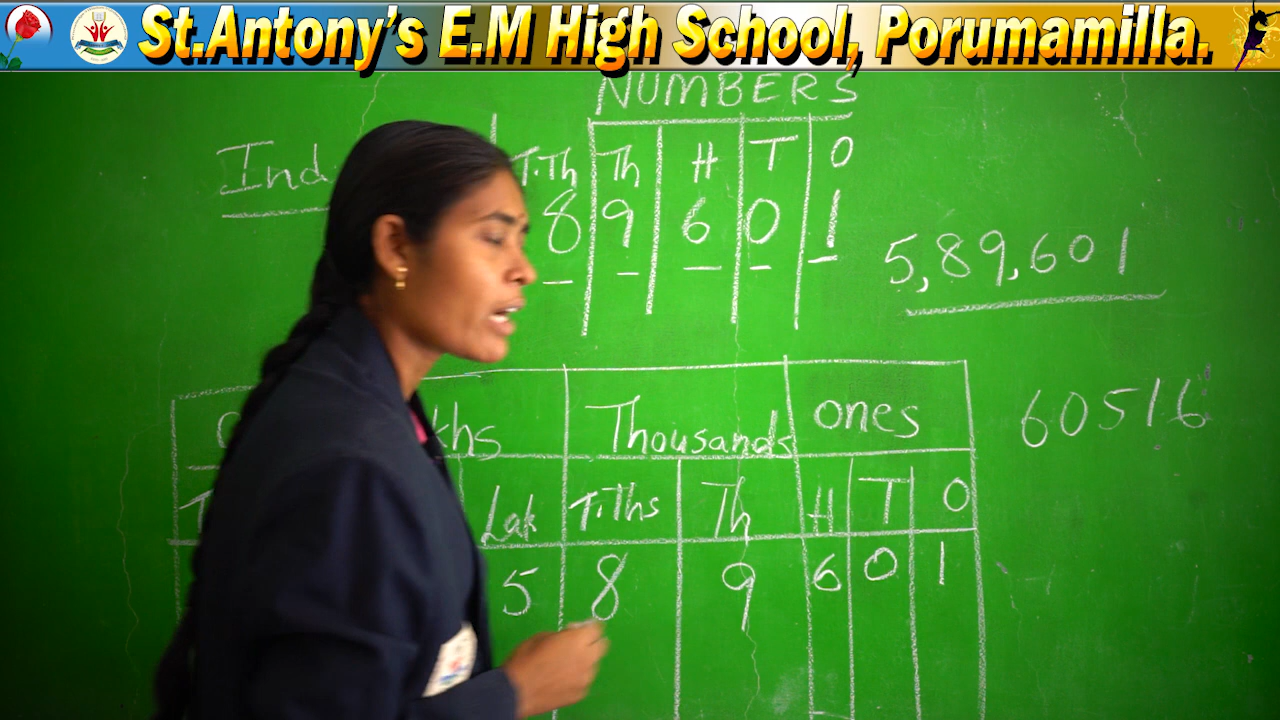 St.Antony's E.M High School, Porumamilla.
NUMBERS
Ind
T.Th Th H T O
8 9 6 0 1
5,89,601
Thousands ones
60516
Lak T.Ths Th H T O
5 8 9 6 0 1